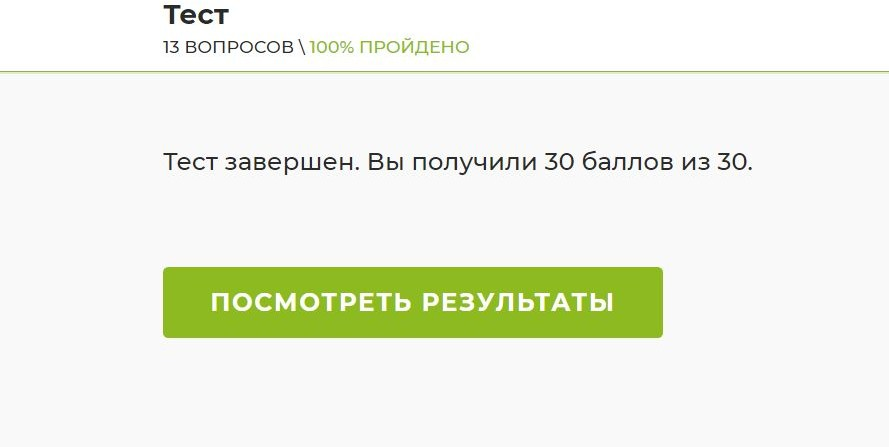 Тест
13 ВОПРОСОВ \ 100% ПРОЙДЕНО
Тест завершен. Вы получили 30 баллов из 30.
ПОСМОТРЕТЬ РЕЗУЛЬТАТЫ